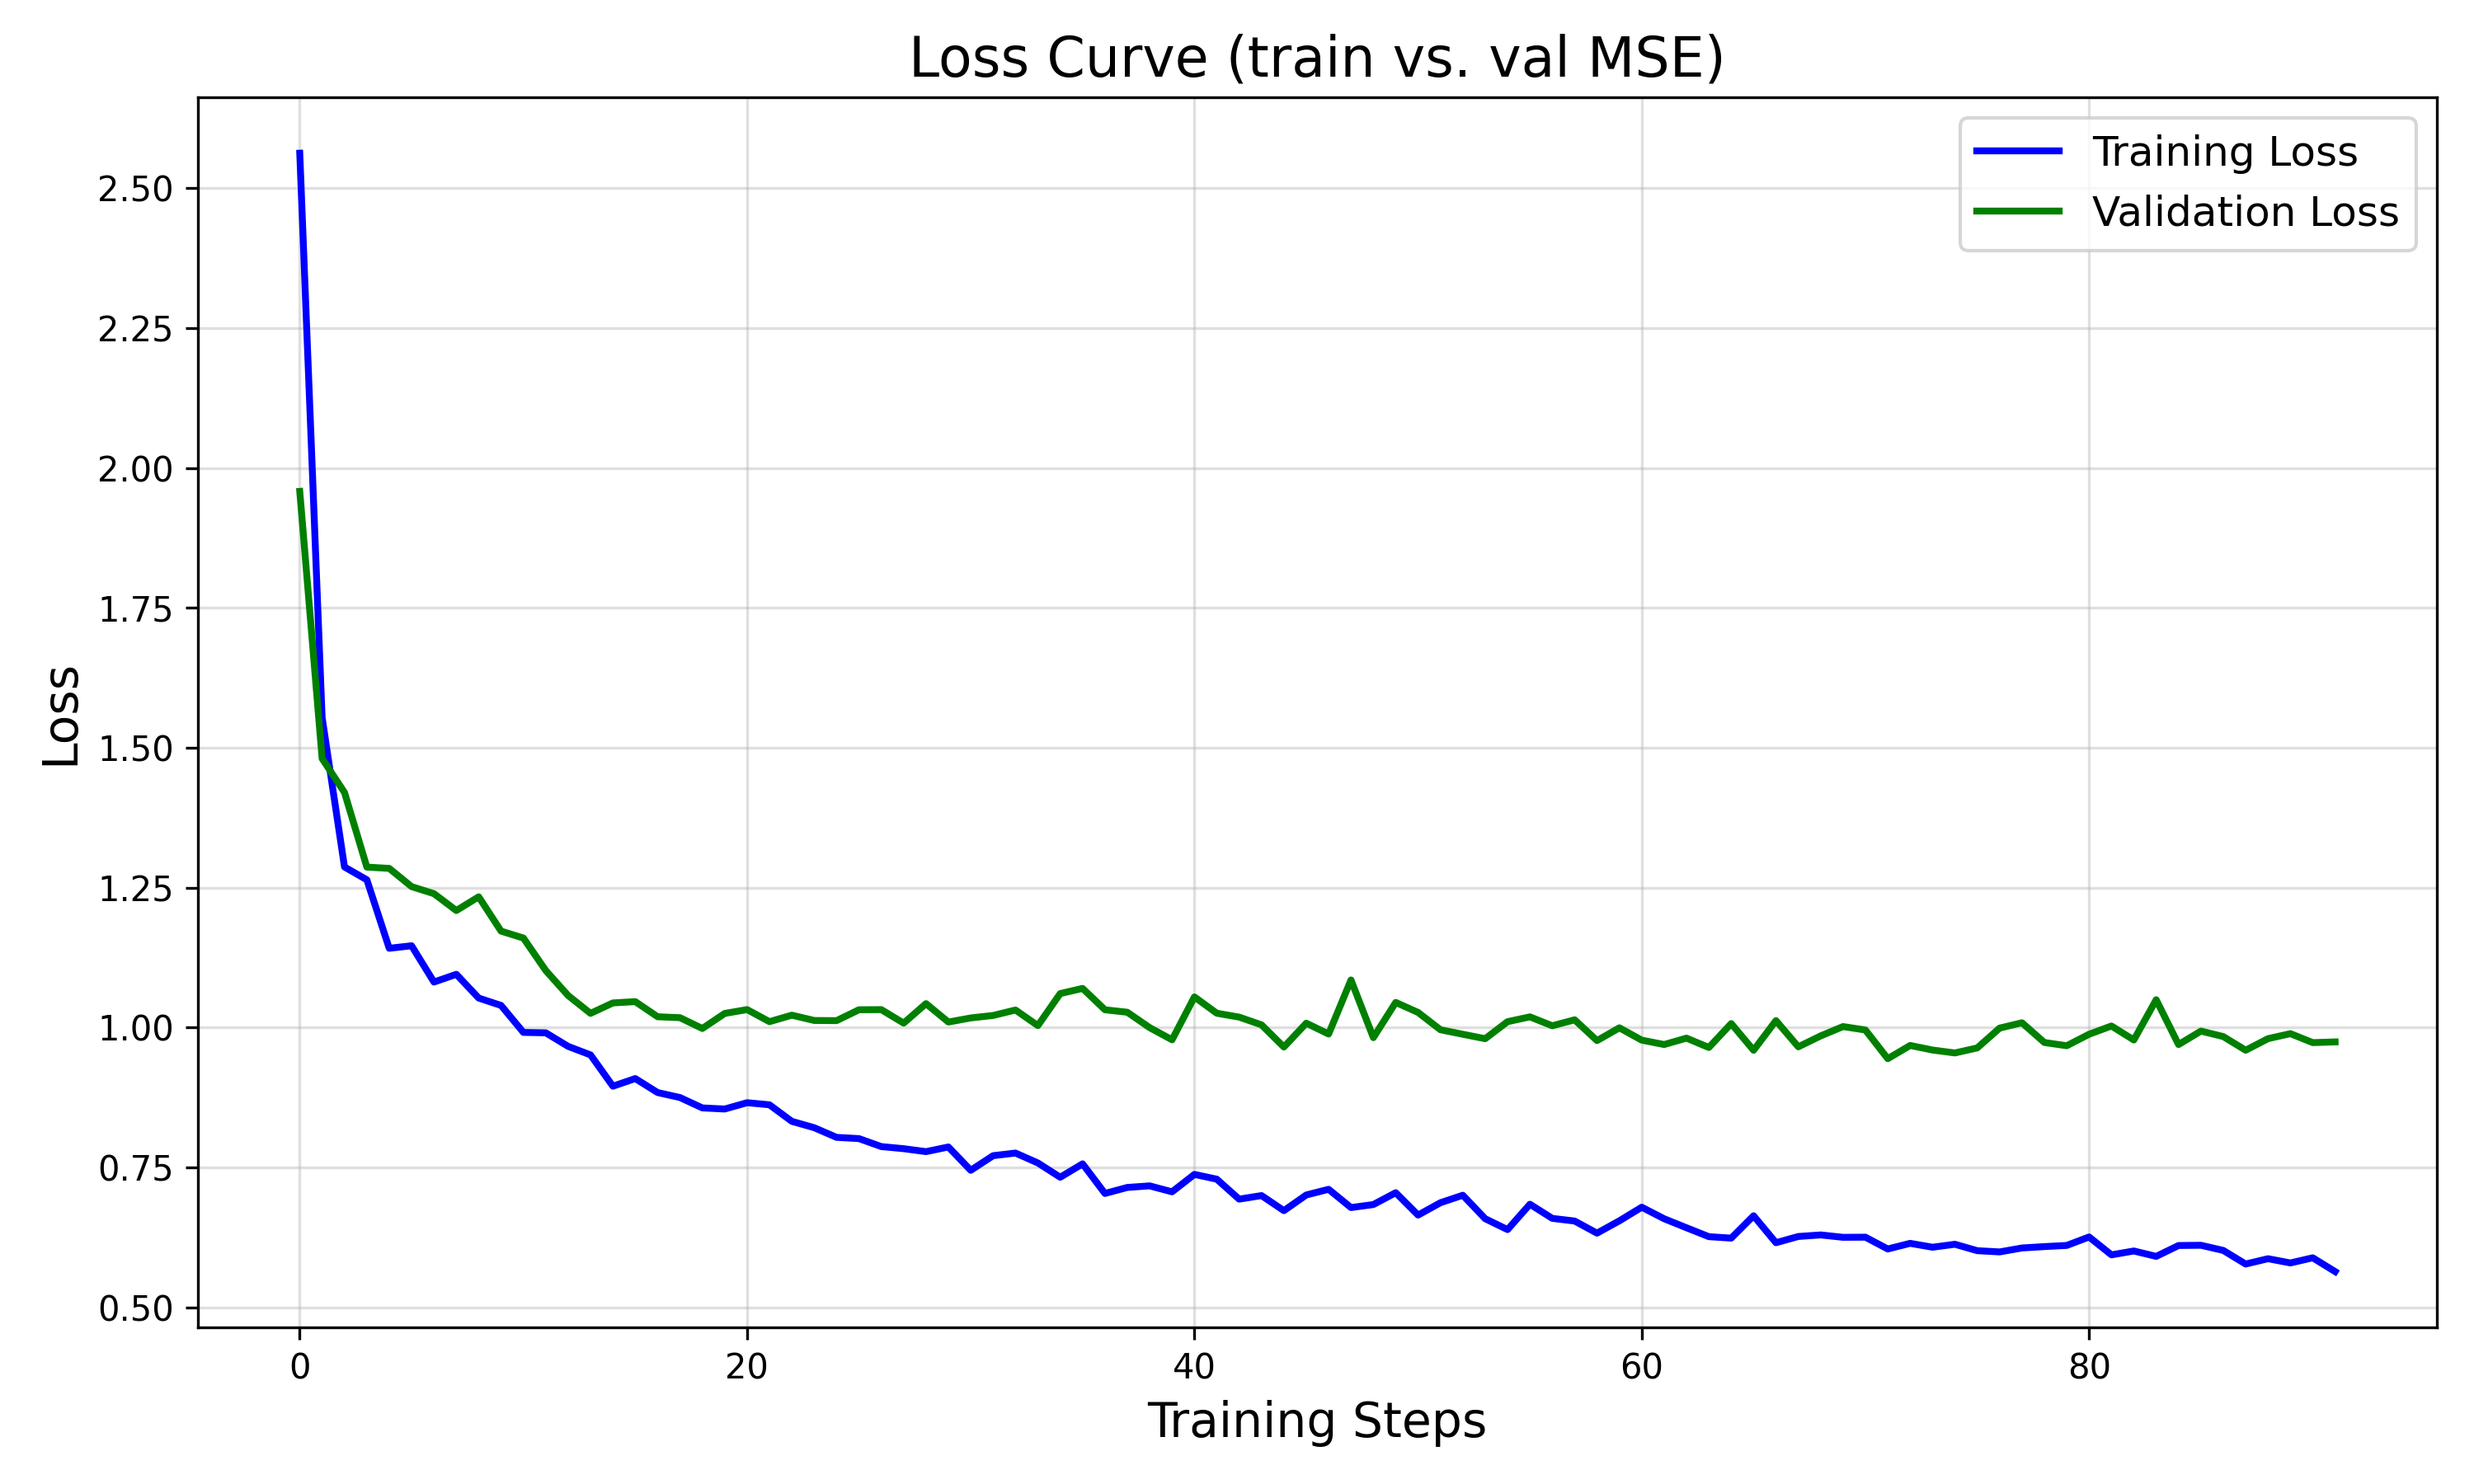 Loss Curve (train vs. val MSE)
Training Loss
Validation Loss
2.50
2.25
2.00
1.75
1.50
1.25
1.00
0.75
0.50
Loss
0 20 40 60 80
Training Steps